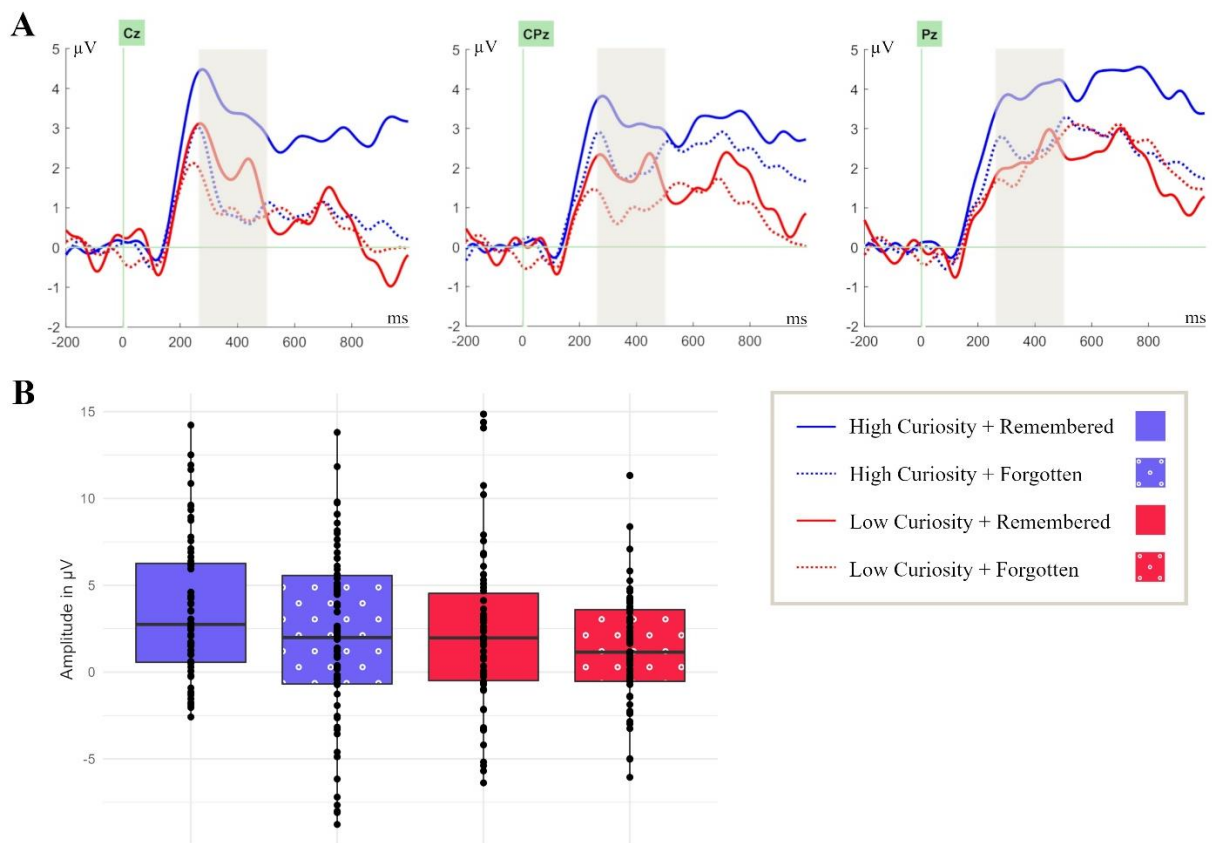 A
Cz
µV
5
4
3
2
1
0
-1
-2
ms
-200 0 200 400 600 800
CPz
µV
5
4
3
2
1
0
-1
-2
ms
-200 0 200 400 600 800
Pz
µV
5
4
3
2
1
0
-1
-2
ms
-200 0 200 400 600 800
B
Amplitude in µV
15
10
5
0
-5
High Curiosity + Remembered
High Curiosity + Forgotten
Low Curiosity + Remembered
Low Curiosity + Forgotten